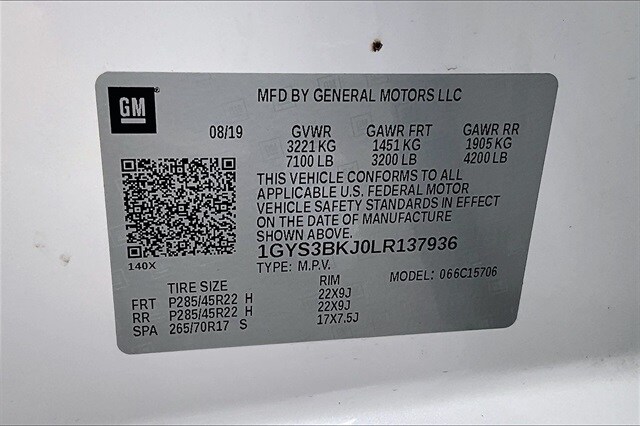 GM
MFD BY GENERAL MOTORS LLC
08/19 GVWR GAWR FRT GAWR RR
3221 KG 1451 KG 1905 KG
7100 LB 3200 LB 4200 LB
THIS VEHICLE CONFORMS TO ALL
APPLICABLE U.S. FEDERAL MOTOR
VEHICLE SAFETY STANDARDS IN EFFECT
ON THE DATE OF MANUFACTURE
SHOWN ABOVE.
1GYS3BKJ0LR137936
140X
TYPE: M.P.V. MODEL: 066C15706
TIRE SIZE RIM
FRT P285/45R22 H 22X9J
RR P285/45R22 H 22X9J
SPA 265/70R17 S 17X7.5J